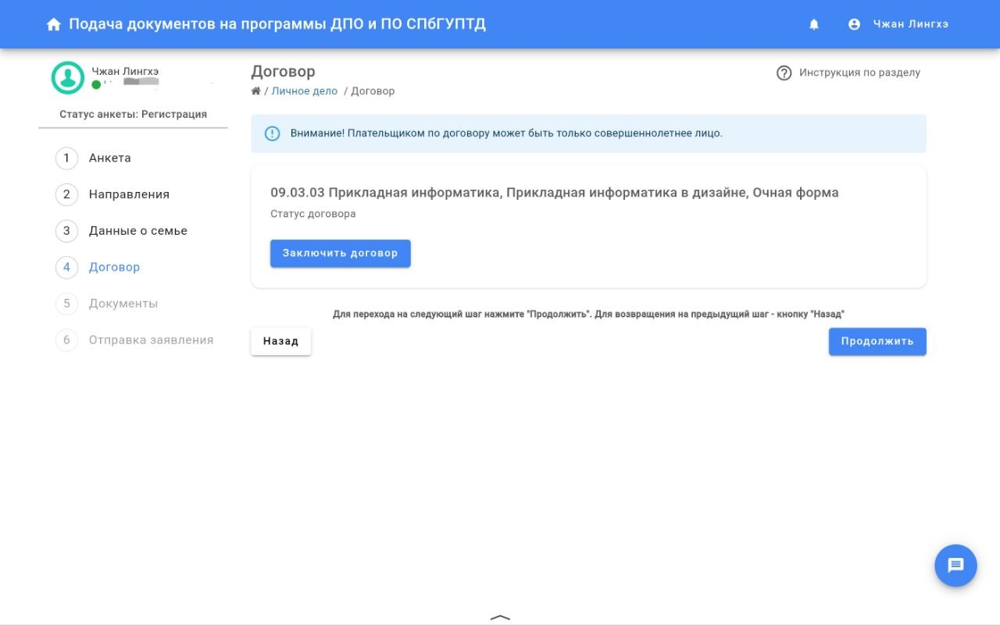 Подача документов на программы ДПО и ПО СПбГУПТД
Чжан Лингхэ
Чжан Лингхэ
Статус анкеты: Регистрация
1 Анкета
2 Направления
3 Данные о семье
4 Договор
5 Документы
6 Отправка заявления
Договор
/ Личное дело / Договор
Инструкция по разделу
Внимание! Плательщиком по договору может быть только совершеннолетнее лицо.
09.03.03 Прикладная информатика, Прикладная информатика в дизайне, Очная форма
Статус договора
Заключить договор
Для перехода на следующий шаг нажмите "Продолжить". Для возвращения на предыдущий шаг - кнопку "Назад"
Назад
Продолжить